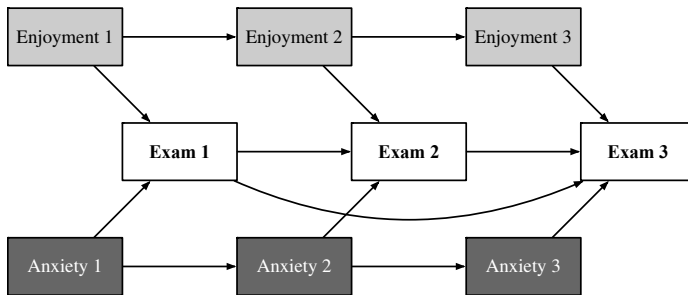 Enjoyment 1 Enjoyment 2 Enjoyment 3
Exam 1 Exam 2 Exam 3
Anxiety 1 Anxiety 2 Anxiety 3